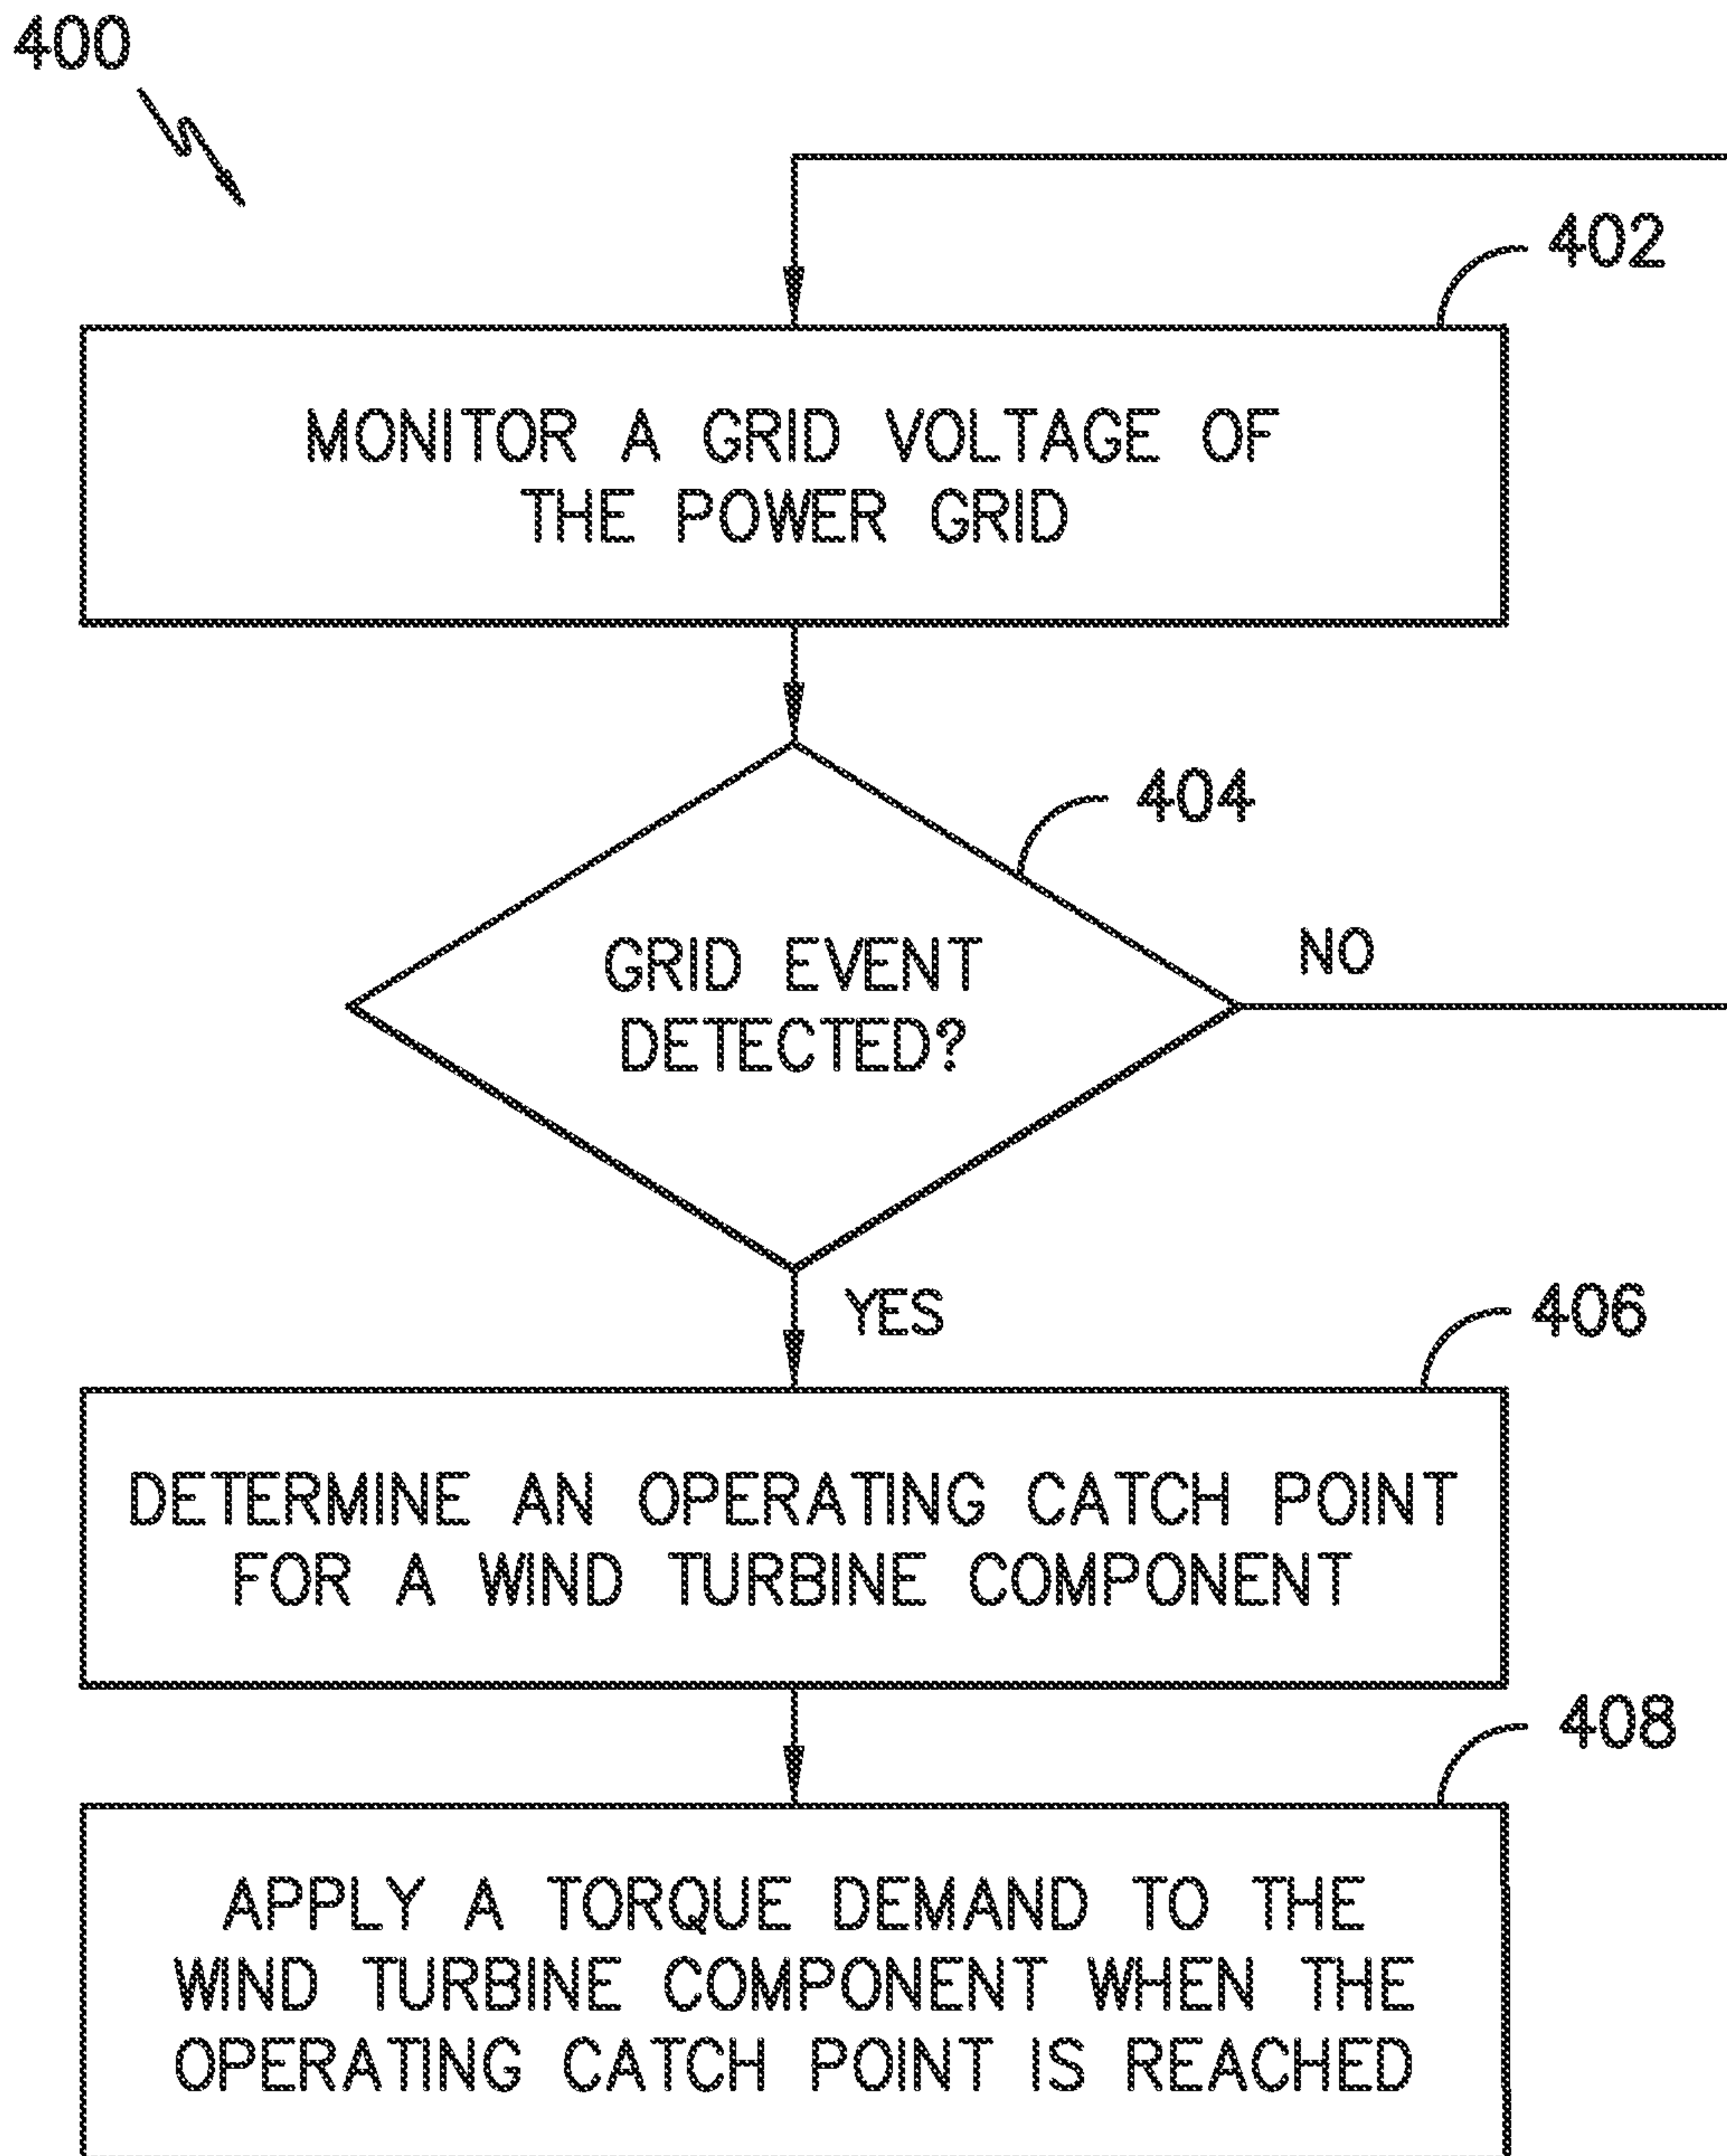 400
402
MONITOR A GRID VOLTAGE OF
THE POWER GRID
404
GRID EVENT
DETECTED?
NO
YES
406
DETERMINE AN OPERATING CATCH POINT
FOR A WIND TURBINE COMPONENT
408
APPLY A TORQUE DEMAND TO THE
WIND TURBINE COMPONENT WHEN THE
OPERATING CATCH POINT IS REACHED